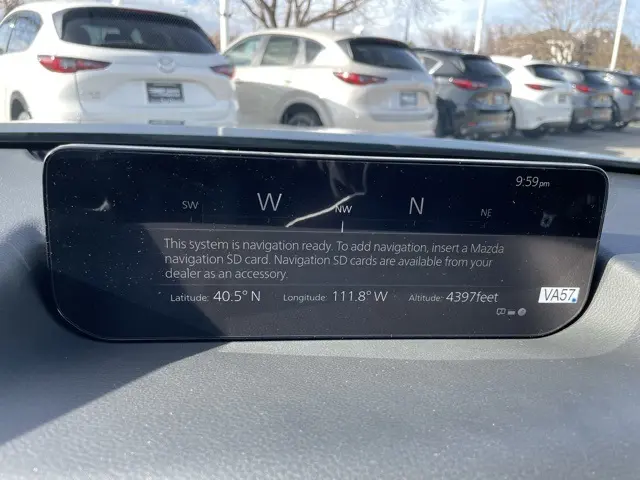 9:59pm
SW W NW N NE
This system is navigation ready. To add navigation, insert a Mazda
navigation SD card. Navigation SD cards are available from your
dealer as an accessory.
Latitude: 40.5° N Longitude: 111.8° W Altitude: 4397feet
VA57